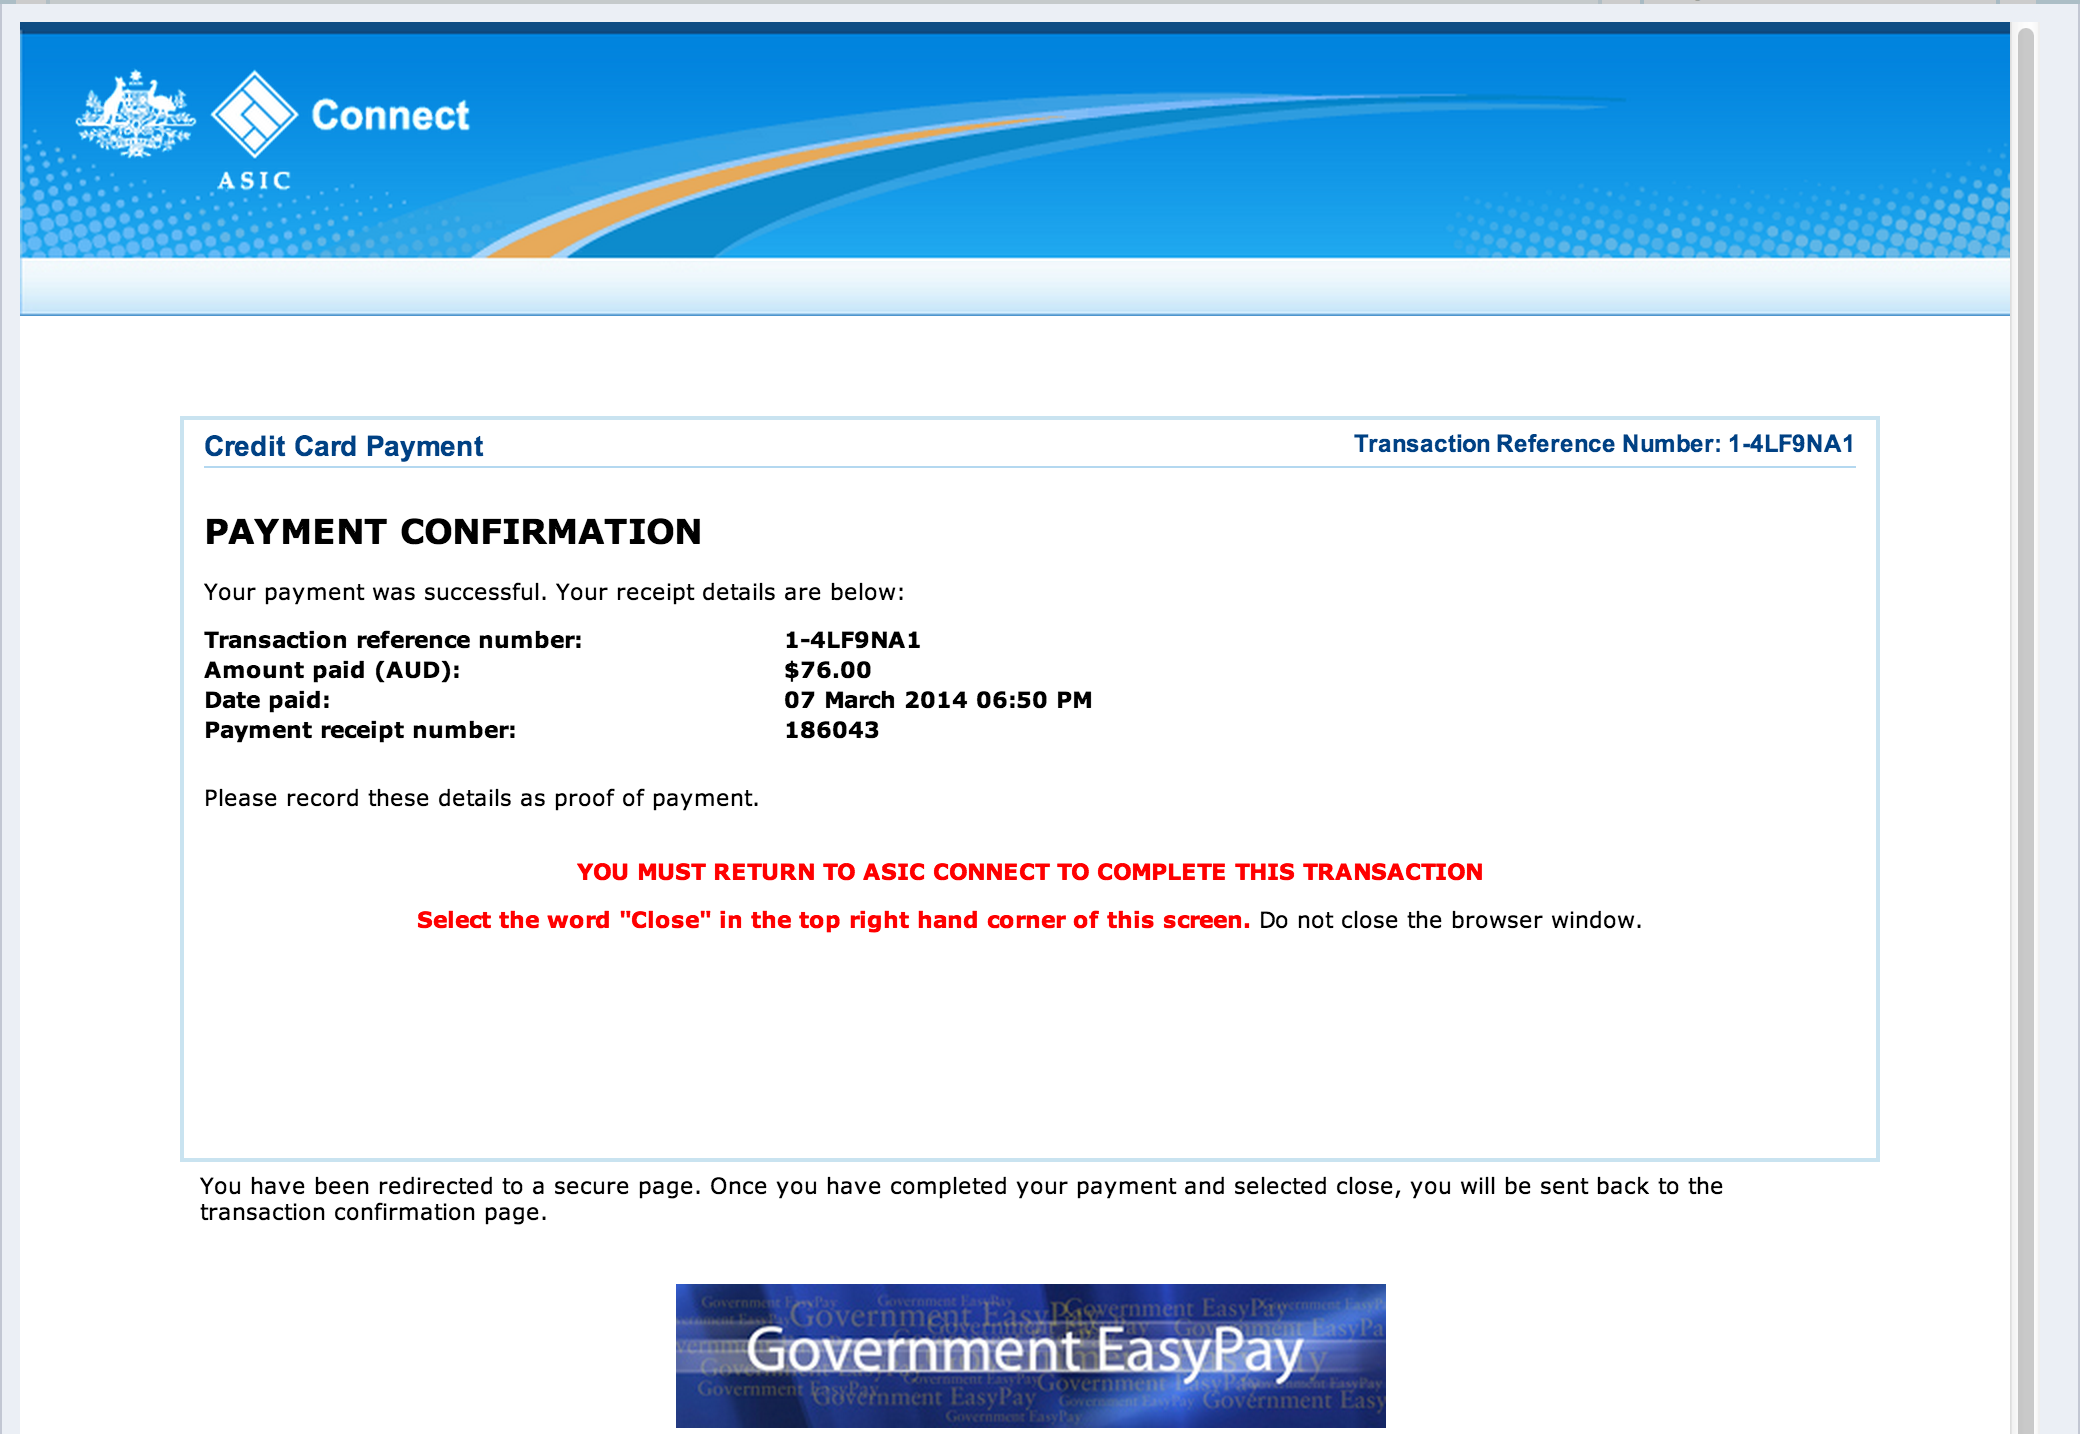 Connect
ASIC
Credit Card Payment
Transaction Reference Number: 1-4LF9NA1
PAYMENT CONFIRMATION
Your payment was successful. Your receipt details are below:
Transaction reference number: 1-4LF9NA1
Amount paid (AUD): $76.00
Date paid: 07 March 2014 06:50 PM
Payment receipt number: 186043
Please record these details as proof of payment.
YOU MUST RETURN TO ASIC CONNECT TO COMPLETE THIS TRANSACTION
Select the word "Close" in the top right hand corner of this screen. Do not close the browser window.
You have been redirected to a secure page. Once you have completed your payment and selected close, you will be sent back to the
transaction confirmation page.
Government EasyPay